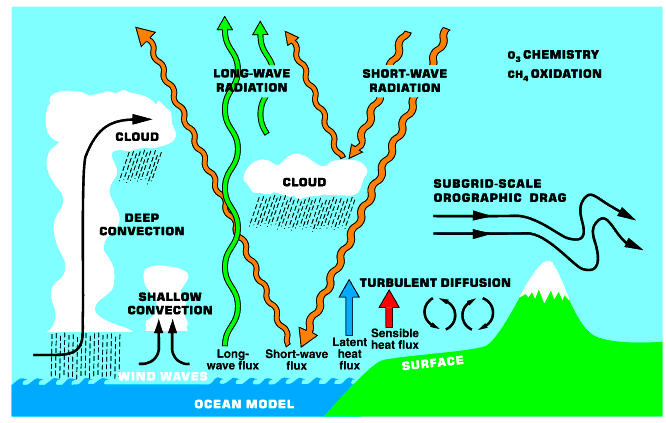 LONG-WAVE
RADIATION
SHORT-WAVE
RADIATION
O3 CHEMISTRY
CH4 OXIDATION
CLOUD
CLOUD
SUBGRID-SCALE
OROGRAPHIC DRAG
DEEP
CONVECTION
TURBULENT DIFFUSION
SHALLOW
CONVECTION
Long-
wave flux
Short-wave
flux
Latent
heat
flux
Sensible
heat flux
WIND WAVES
SURFACE
OCEAN MODEL